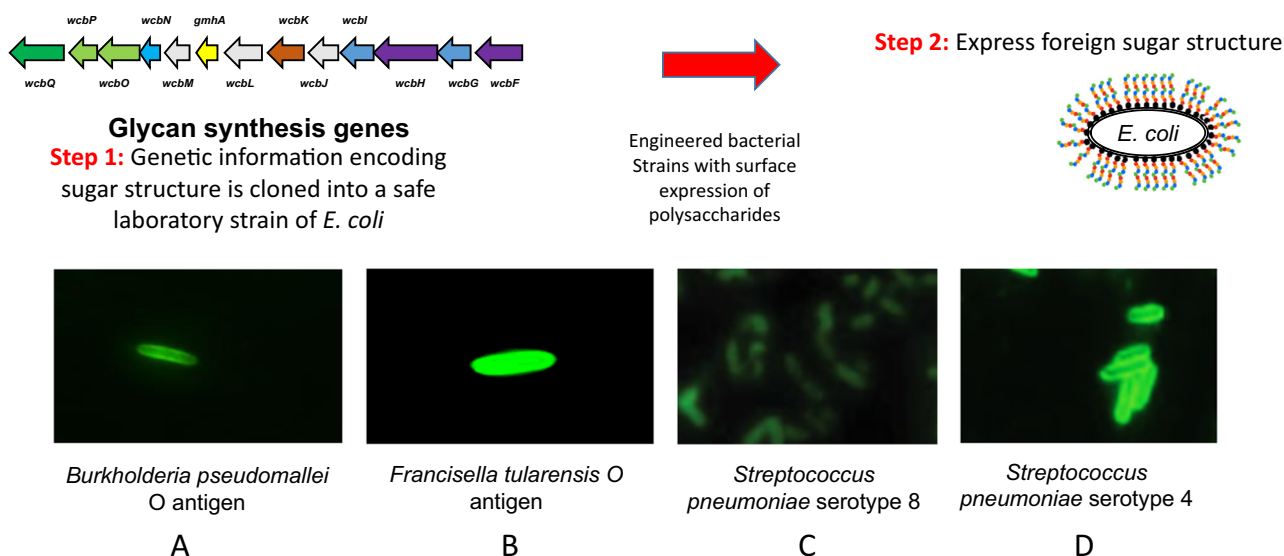 wcbP
wcbN
gmhA
wcbK
wcbI
wcbQ
wcbO
wcbM
wcbL
wcbJ
wcbH
wcbG
wcbF
Glycan synthesis genes
Step 1: Genetic information encoding
sugar structure is cloned into a safe
laboratory strain of E. coli
Engineered bacterial
Strains with surface
expression of
polysaccharides
Step 2: Express foreign sugar structure
E. coli
Burkholderia pseudomallei
O antigen
A
Francisella tularensis O
antigen
B
Streptococcus
pneumoniae serotype 8
C
Streptococcus
pneumoniae serotype 4
D